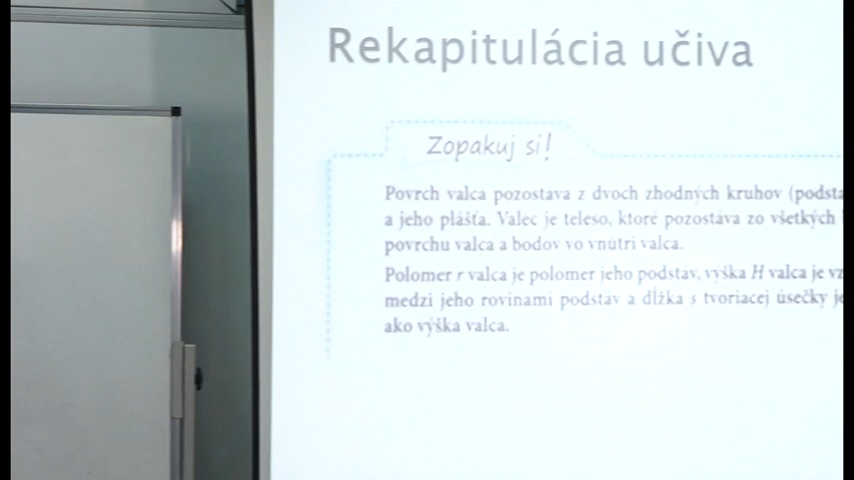 Rekapitulácia učiva
Zopakuj si!
Povrch valca pozostáva z dvoch zhodných kruhov (podsta
a jeho plášťa. Valec je teleso, ktoré pozostáva zo všetkých
povrchu valca a bodov vo vnútri valca.
Polomer r valca je polomer jeho podstáv, výška H valca je vz
medzi jeho rovinami podstáv a dĺžka s tvoriacej úsečky je
ako výška valca.